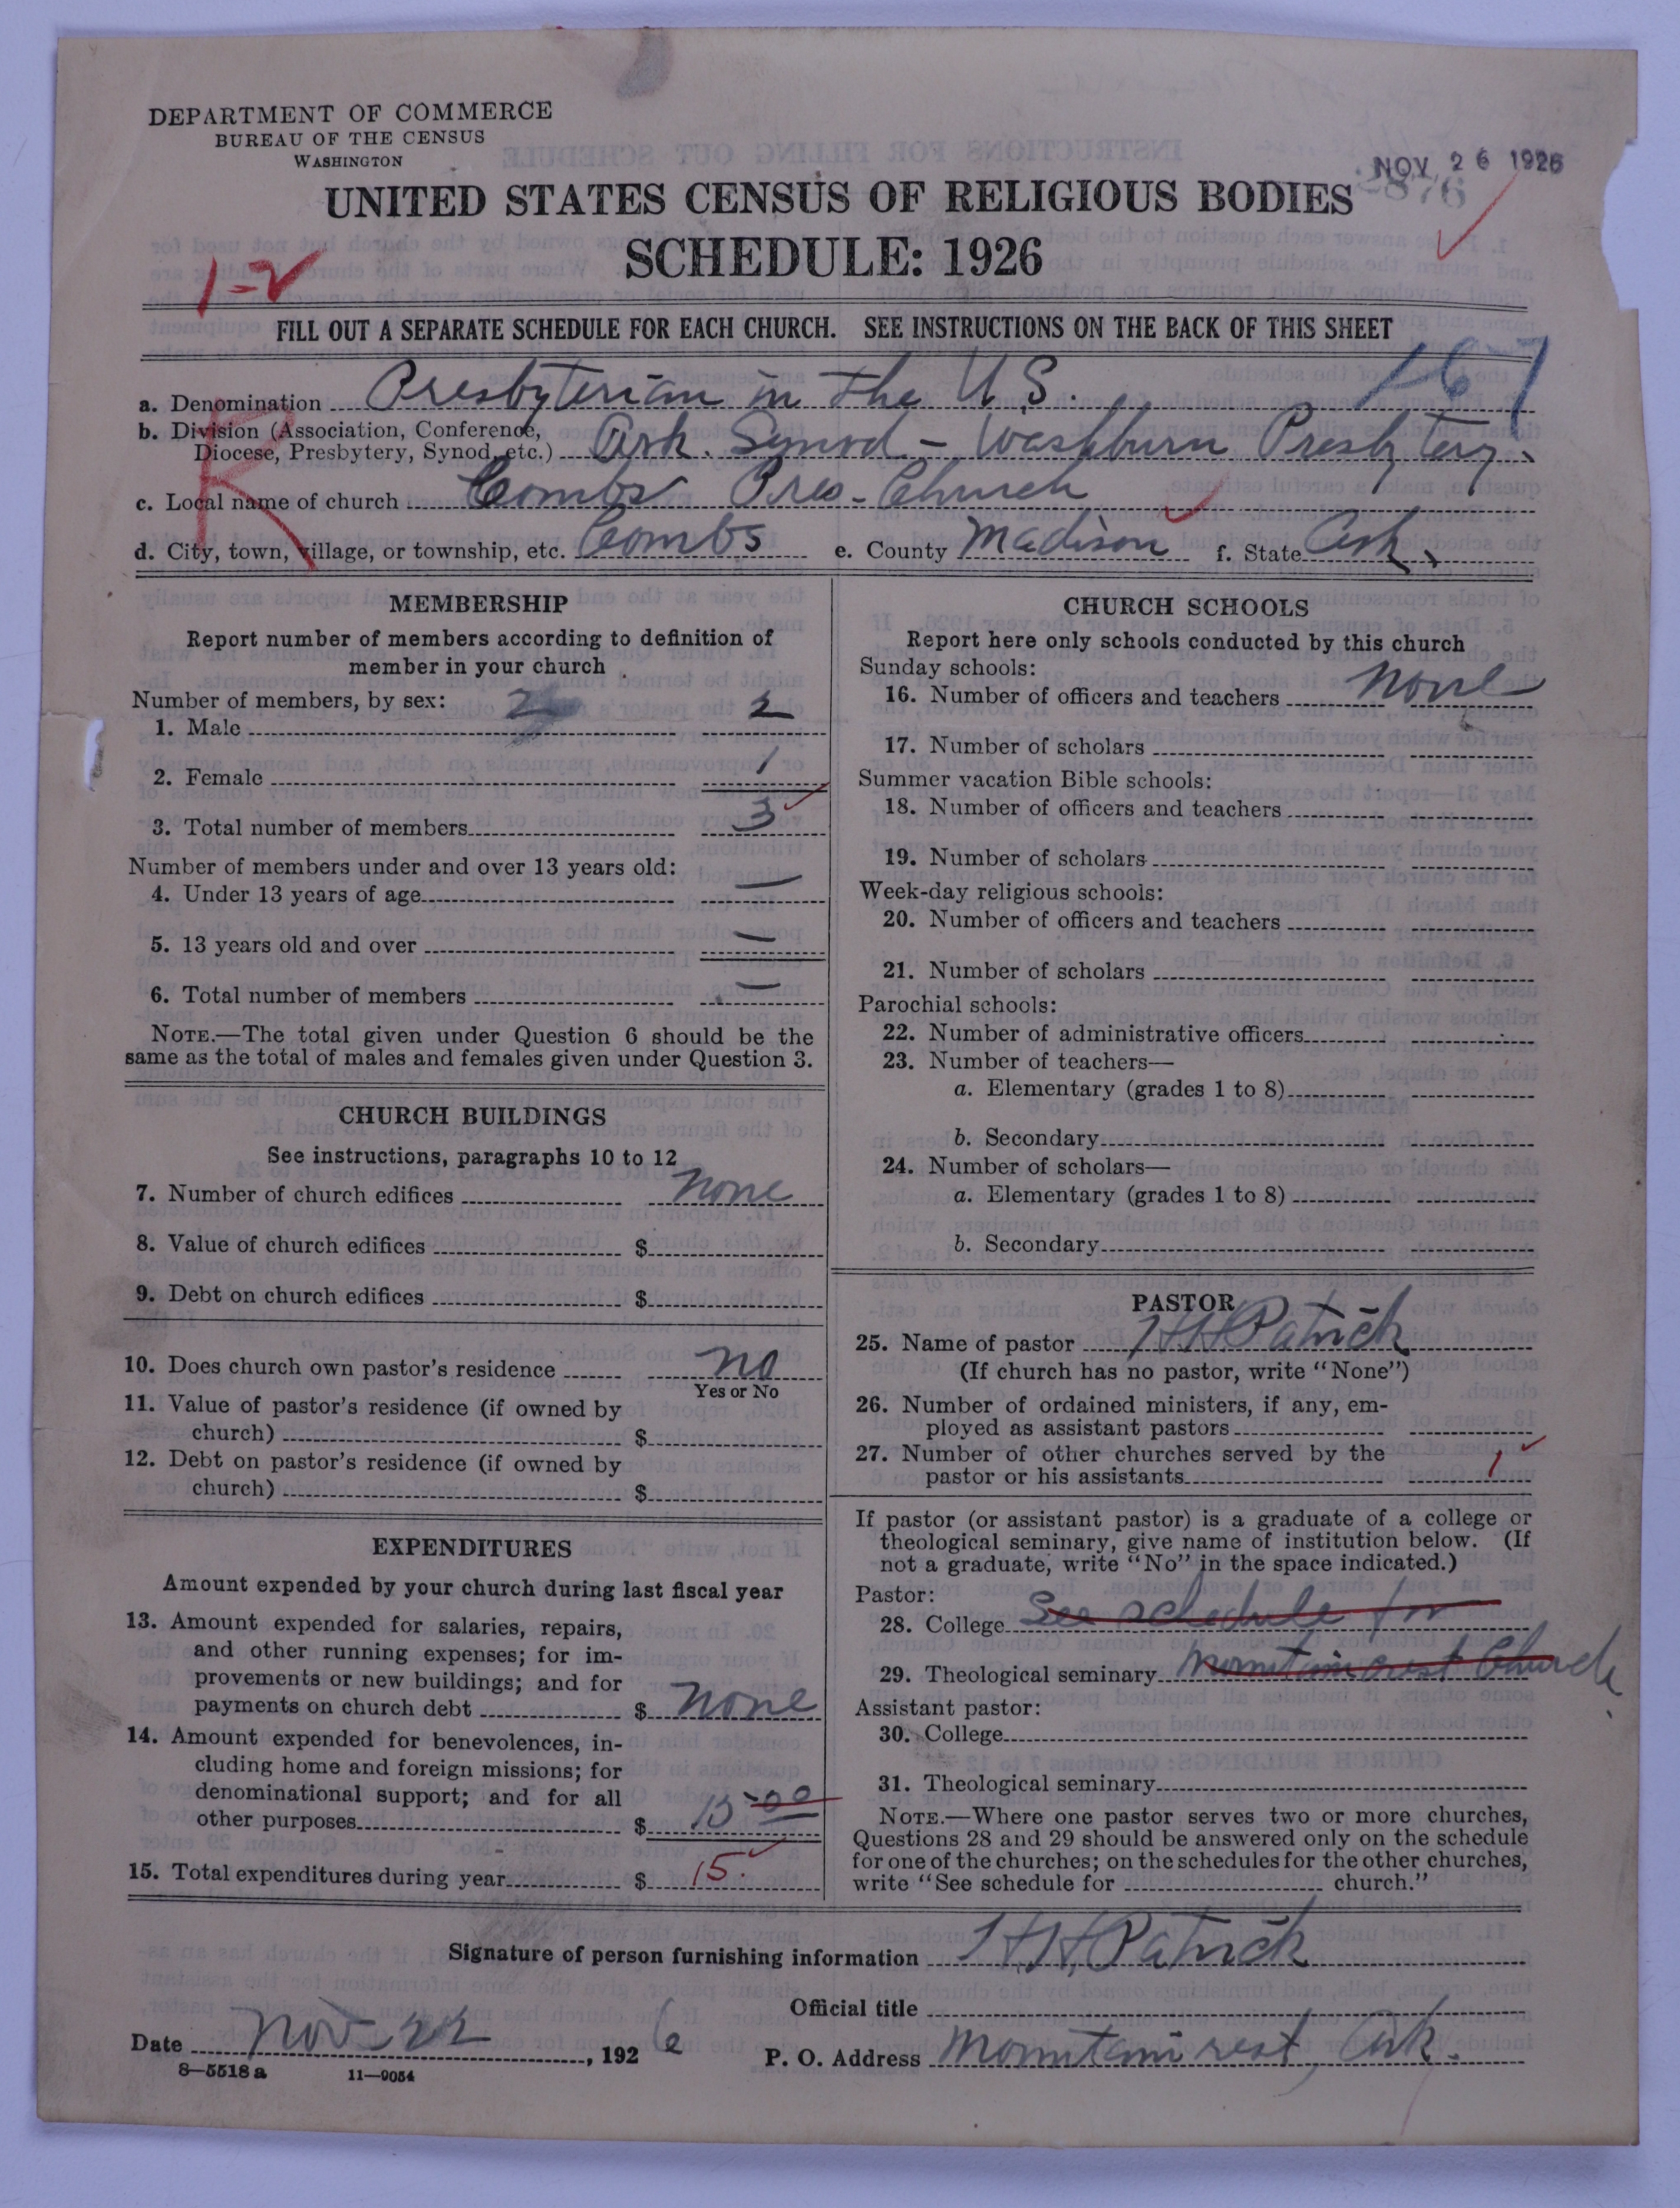 DEPARTMENT OF COMMERCE
BUREAU OF THE CENSUS
WASHINGTON
NOV 26 1926
UNITED STATES CENSUS OF RELIGIOUS BODIES
SCHEDULE: 1926
1-2
FILL OUT A SEPARATE SCHEDULE FOR EACH CHURCH. SEE INSTRUCTIONS ON THE BACK OF THIS SHEET
167
R
a. Denomination Presbyterian in the U.S.
b. Division (Association, Conference,
Diocese, Presbytery, Synod, etc.) Ark. Synod - Washburn Presbytery
c. Local name of church Combs Pres. Church
d. City, town, village, or township, etc. Combs e. County Madison f. State Ark.
MEMBERSHIP
Report number of members according to definition of
member in your church
Number of members, by sex:
1. Male 2
2. Female 1
3. Total number of members 3
Number of members under and over 13 years old:
4. Under 13 years of age —
5. 13 years old and over —
6. Total number of members —
NOTE.—The total given under Question 6 should be the
same as the total of males and females given under Question 3.
CHURCH BUILDINGS
See instructions, paragraphs 10 to 12
7. Number of church edifices none
8. Value of church edifices $
9. Debt on church edifices $
10. Does church own pastor's residence no
Yes or No
11. Value of pastor's residence (if owned by
church) $
12. Debt on pastor's residence (if owned by
church) $
EXPENDITURES
Amount expended by your church during last fiscal year
13. Amount expended for salaries, repairs,
and other running expenses; for im-
provements or new buildings; and for
payments on church debt $ none
14. Amount expended for benevolences, in-
cluding home and foreign missions; for
denominational support; and for all
other purposes $ 15.00
15. Total expenditures during year $ 15.
CHURCH SCHOOLS
Report here only schools conducted by this church
Sunday schools:
16. Number of officers and teachers none
17. Number of scholars
Summer vacation Bible schools:
18. Number of officers and teachers
19. Number of scholars
Week-day religious schools:
20. Number of officers and teachers
21. Number of scholars
Parochial schools:
22. Number of administrative officers
23. Number of teachers—
a. Elementary (grades 1 to 8)
b. Secondary
24. Number of scholars—
a. Elementary (grades 1 to 8)
b. Secondary
PASTOR
25. Name of pastor H H Patrick
(If church has no pastor, write "None")
26. Number of ordained ministers, if any, em-
ployed as assistant pastors
27. Number of other churches served by the
pastor or his assistants 1
If pastor (or assistant pastor) is a graduate of a college or
theological seminary, give name of institution below. (If
not a graduate, write "No" in the space indicated.)
Pastor:
28. College See schedule for
29. Theological seminary Mountaincrest Church
Assistant pastor:
30. College
31. Theological seminary
NOTE.—Where one pastor serves two or more churches,
Questions 28 and 29 should be answered only on the schedule
for one of the churches; on the schedules for the other churches,
write "See schedule for church."
Signature of person furnishing information H.H. Patrick
Official title
Date Nov 22, 1926 P. O. Address Mountaincrest, Ark.
8—5518 a 11—9054